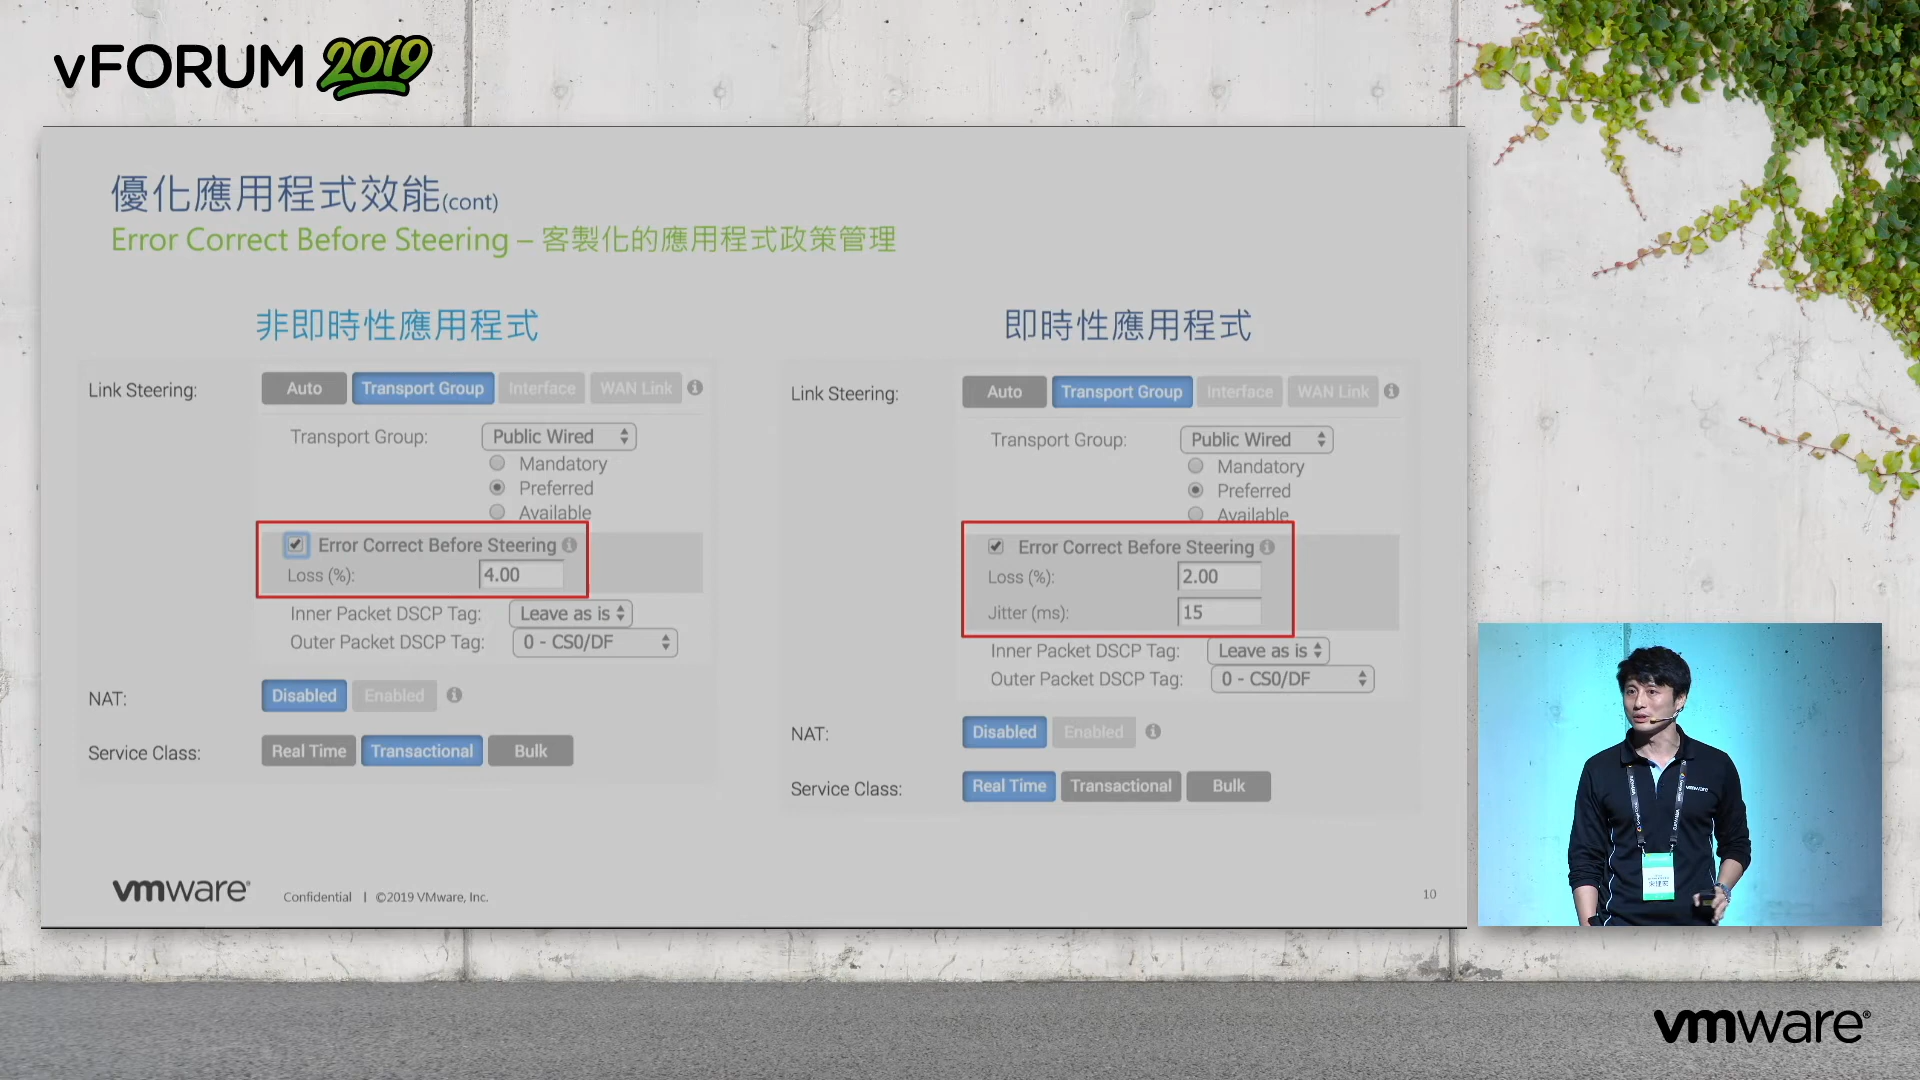 vFORUM 2019
優化應用程式效能(cont)
Error Correct Before Steering – 客製化的應用程式政策管理
非即時性應用程式
Link Steering: Auto Transport Group Interface WAN Link
Transport Group: Public Wired
Mandatory
Preferred
Available
Error Correct Before Steering
Loss (%): 4.00
Inner Packet DSCP Tag: Leave as is
Outer Packet DSCP Tag: 0 - CS0/DF
NAT: Disabled Enabled
Service Class: Real Time Transactional Bulk
即時性應用程式
Link Steering: Auto Transport Group Interface WAN Link
Transport Group: Public Wired
Mandatory
Preferred
Available
Error Correct Before Steering
Loss (%): 2.00
Jitter (ms): 15
Inner Packet DSCP Tag: Leave as is
Outer Packet DSCP Tag: 0 - CS0/DF
NAT: Disabled Enabled
Service Class: Real Time Transactional Bulk
vmware® Confidential | ©2019 VMware, Inc. 10
vmware
vmware®